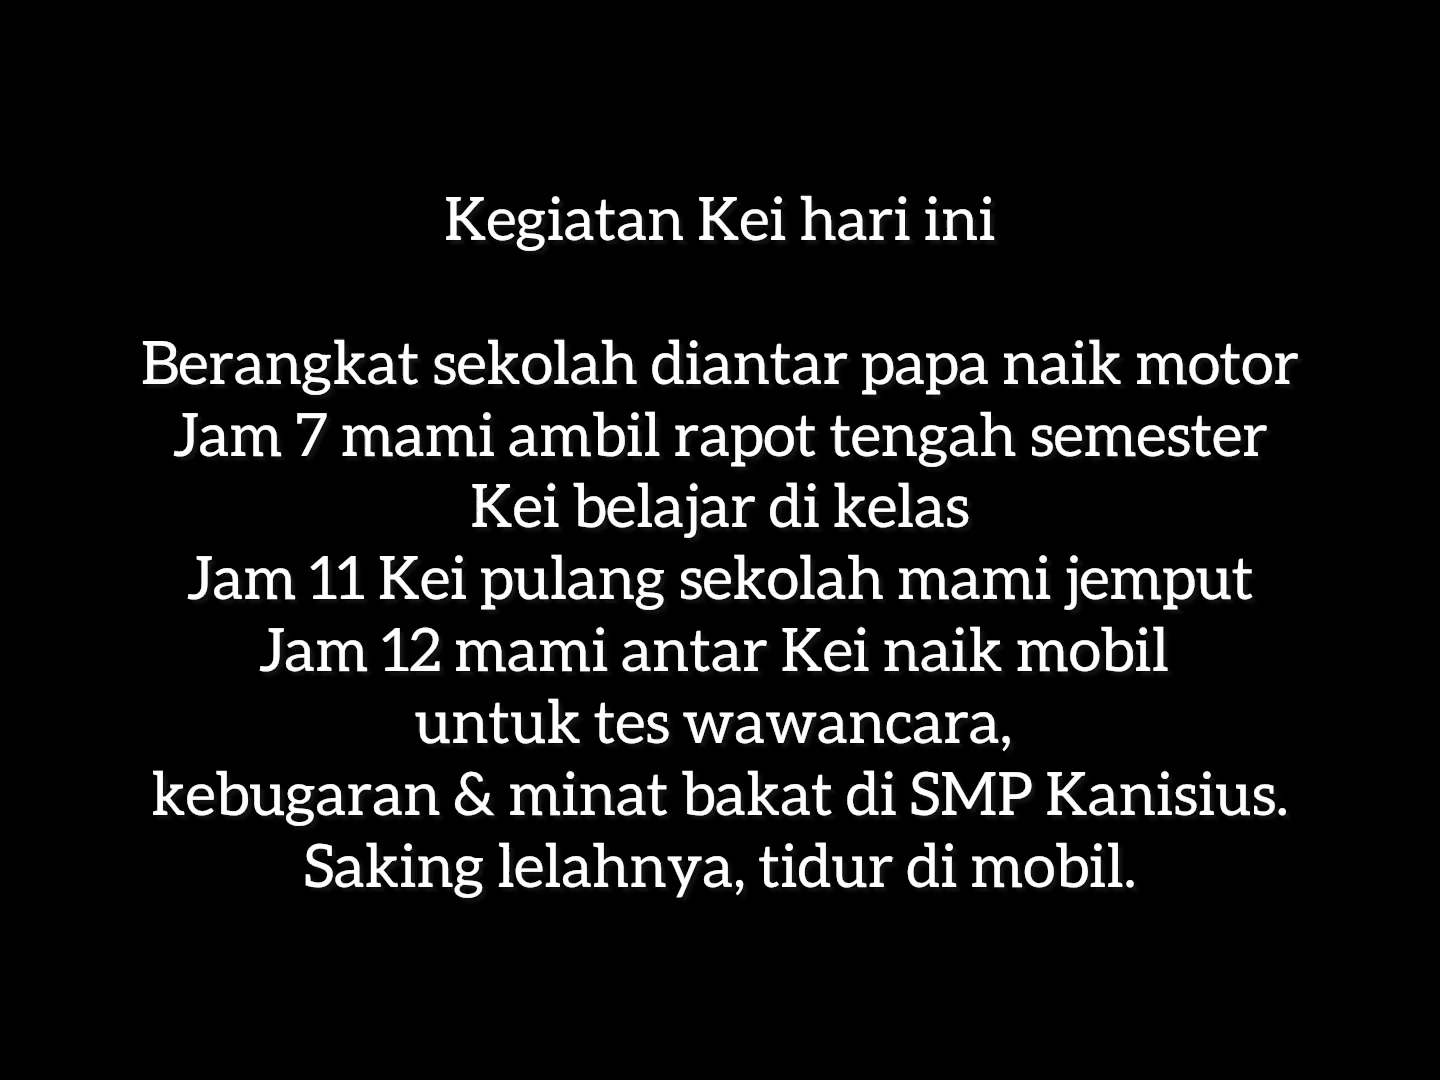 Kegiatan Kei hari ini
Berangkat sekolah diantar papa naik motor
Jam 7 mami ambil rapot tengah semester
Kei belajar di kelas
Jam 11 Kei pulang sekolah mami jemput
Jam 12 mami antar Kei naik mobil
untuk tes wawancara,
kebugaran & minat bakat di SMP Kanisius.
Saking lelahnya, tidur di mobil.